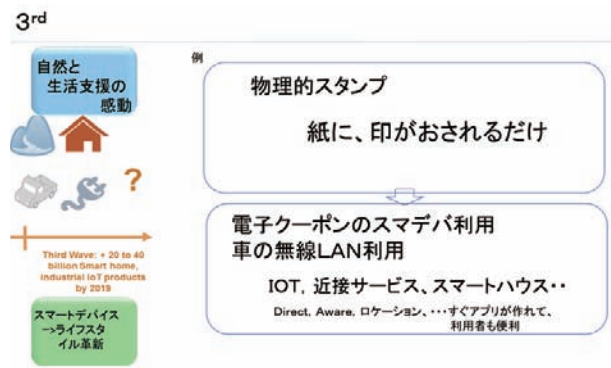 3rd
自然と
生活支援の
感動
?
Third Wave: + 20 to 40
billion Smart home,
industrial IoT products
by 2019
スマートデバイス
->ライフスタ
イル革新
例
物理的スタンプ
紙に、印がおされるだけ
電子クーポンのスマデバ利用
車の無線LAN利用
IOT, 近接サービス、スマートハウス・・
Direct, Aware, ロケーション、・・・すぐアプリが作れて、
利用者も便利